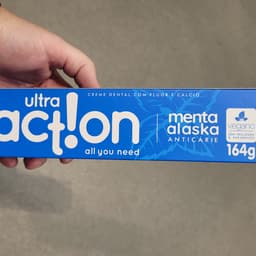 CREME DENTAL COM FLÚOR E CÁLCIO
ultra
act!on
all you need
menta
alaska
ANTICÁRIE
vegano
164g